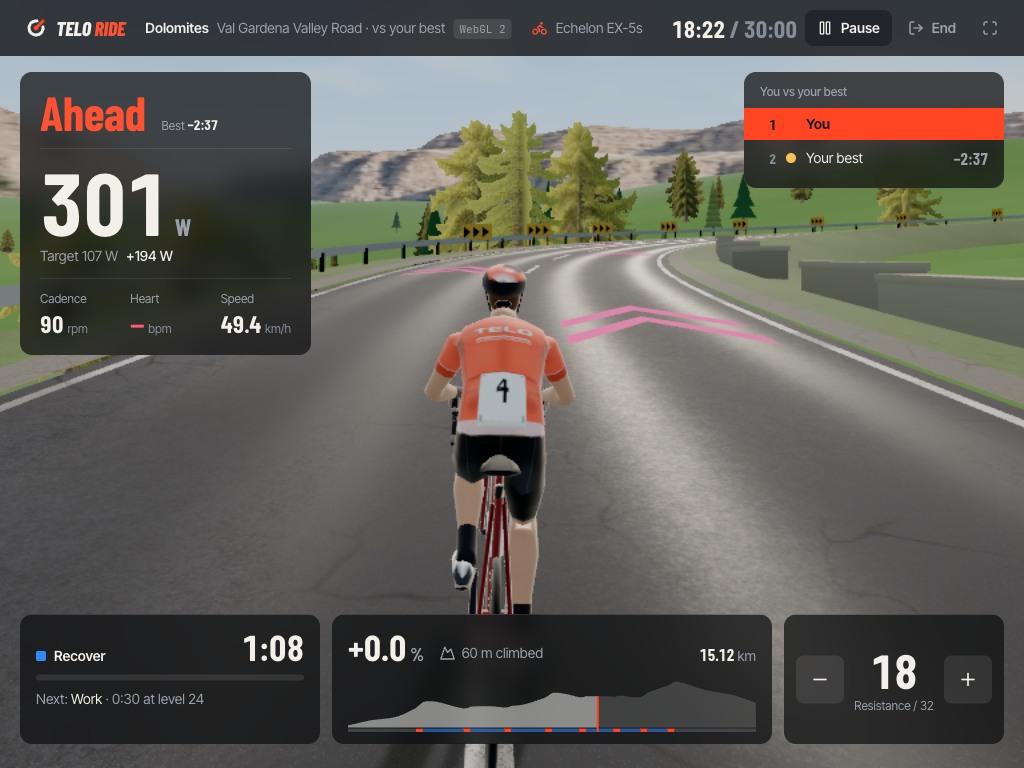 TELO RIDE
Dolomites Val Gardena Valley Road · vs your best WebGL 2
Echelon EX-5s
18:22 / 30:00
Pause
End
Ahead Best −2:37
301 W
Target 107 W +194 W
Cadence Heart Speed
90 rpm — bpm 49.4 km/h
You vs your best
1 You
2 Your best −2:37
TELO
4
Recover 1:08
Next: Work · 0:30 at level 24
+0.0 % 60 m climbed 15.12 km
− 18 +
Resistance / 32